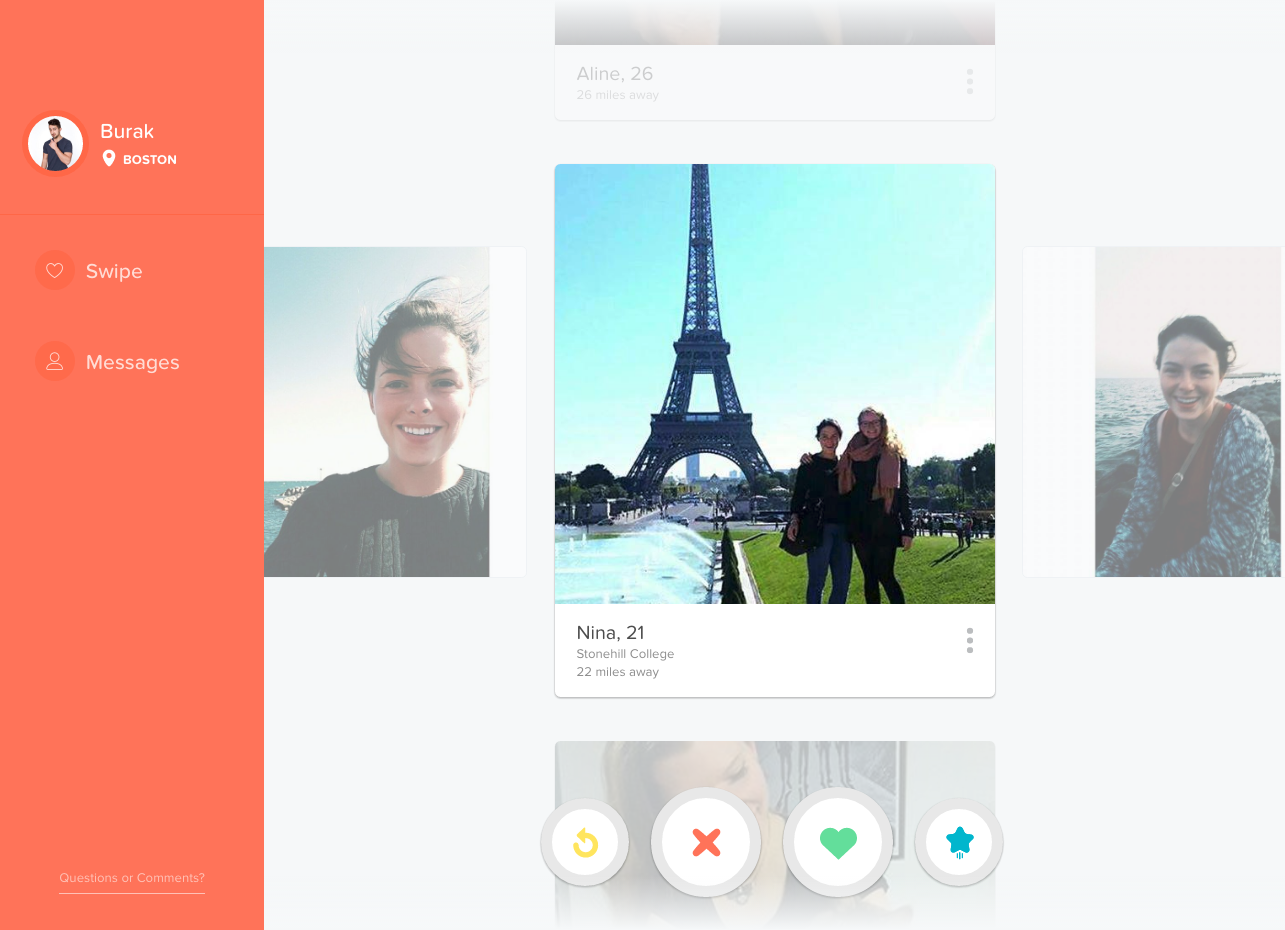 Burak
BOSTON
Swipe
Messages
Questions or Comments?
Aline, 26
26 miles away
Nina, 21
Stonehill College
22 miles away